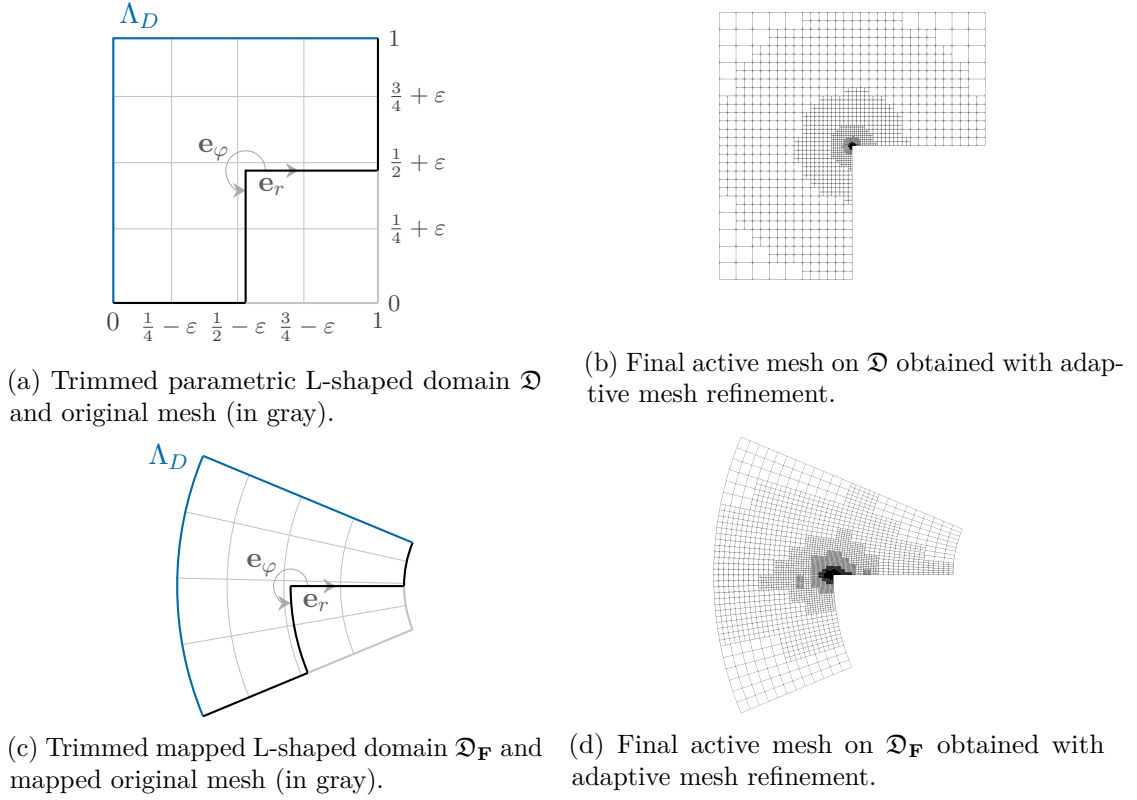 Λ_D
1
3/4 + ε
1/2 + ε
1/4 + ε
0
e_φ
e_r
0 1/4 − ε 1/2 − ε 3/4 − ε 1
(a) Trimmed parametric L-shaped domain 𝔇
and original mesh (in gray).
(b) Final active mesh on 𝔇 obtained with adap-
tive mesh refinement.
Λ_D
e_φ
e_r
(c) Trimmed mapped L-shaped domain 𝔇_F and
mapped original mesh (in gray).
(d) Final active mesh on 𝔇_F obtained with
adaptive mesh refinement.